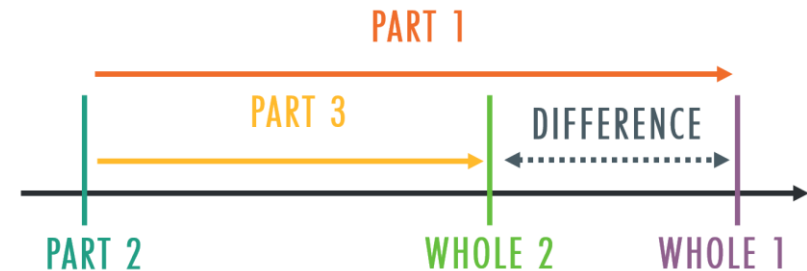 PART 1
PART 3
DIFFERENCE
PART 2
WHOLE 2
WHOLE 1